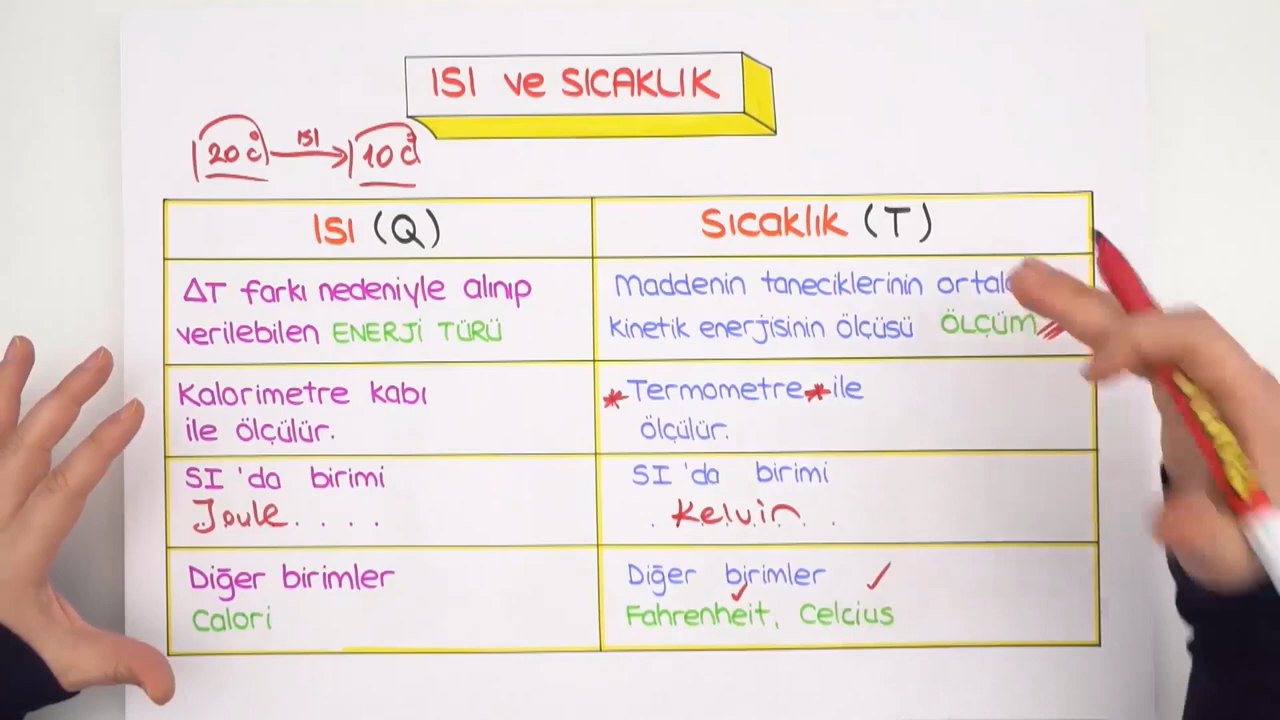 ISI ve SICAKLIK
20 c° ISI 10 c°
ISI (Q)
Sıcaklık (T)
ΔT farkı nedeniyle alınıp
verilebilen ENERJİ TÜRÜ
Maddenin taneciklerinin
kinetik enerjisinin ölçüsü ÖLÇÜM
Kalorimetre kabı
ile ölçülür.
*Termometre* ile
ölçülür.
SI 'da birimi
Joule. . . .
SI 'da birimi
. Kelvin . .
Diğer birimler
Calori
Diğer birimler ✓
Fahrenheit, Celcius